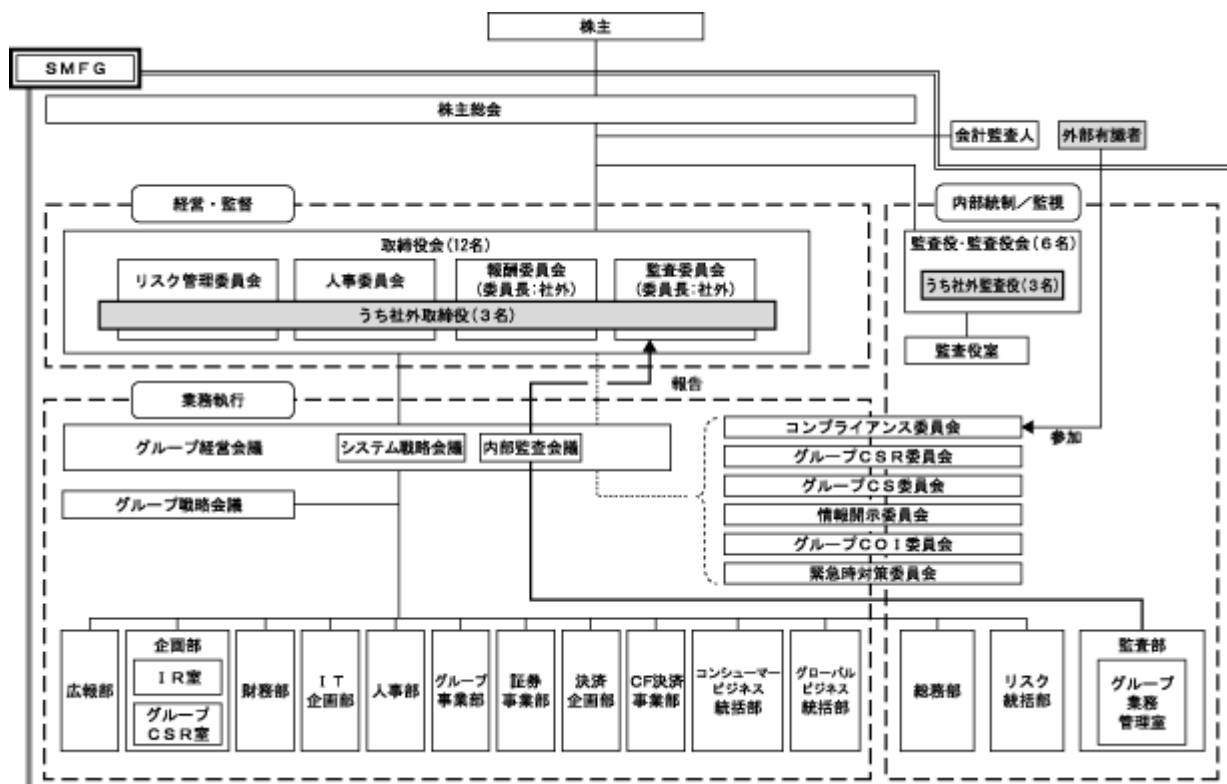 株主
SMFG
株主総会
会計監査人
外部有識者
経営・監督
内部統制／監視
取締役会(12名)
リスク管理委員会
人事委員会
報酬委員会
(委員長:社外)
監査委員会
(委員長:社外)
うち社外取締役(3名)
監査役・監査役会(6名)
うち社外監査役(3名)
監査役室
報告
業務執行
グループ経営会議
システム戦略会議
内部監査会議
グループ戦略会議
コンプライアンス委員会
参加
グループCSR委員会
グループCS委員会
情報開示委員会
グループCOI委員会
緊急時対策委員会
広報部
企画部
IR室
グループ
CSR室
財務部
IT
企画部
人事部
グループ
事業部
証券
事業部
決済
企画部
CF決済
事業部
コンシューマー
ビジネス
統括部
グローバル
ビジネス
統括部
総務部
リスク
統括部
監査部
グループ
業務
管理室